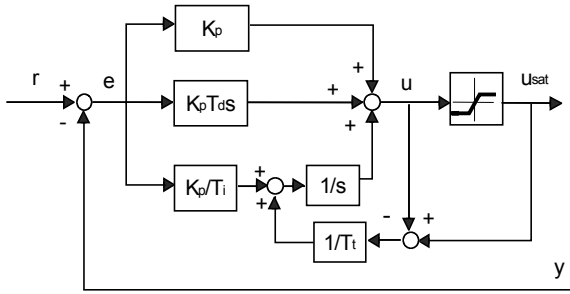 Kp
r
+
-
e
KpTds
+
+
+
u
usat
Kp/Ti
+
+
1/s
1/Tt
-
+
y